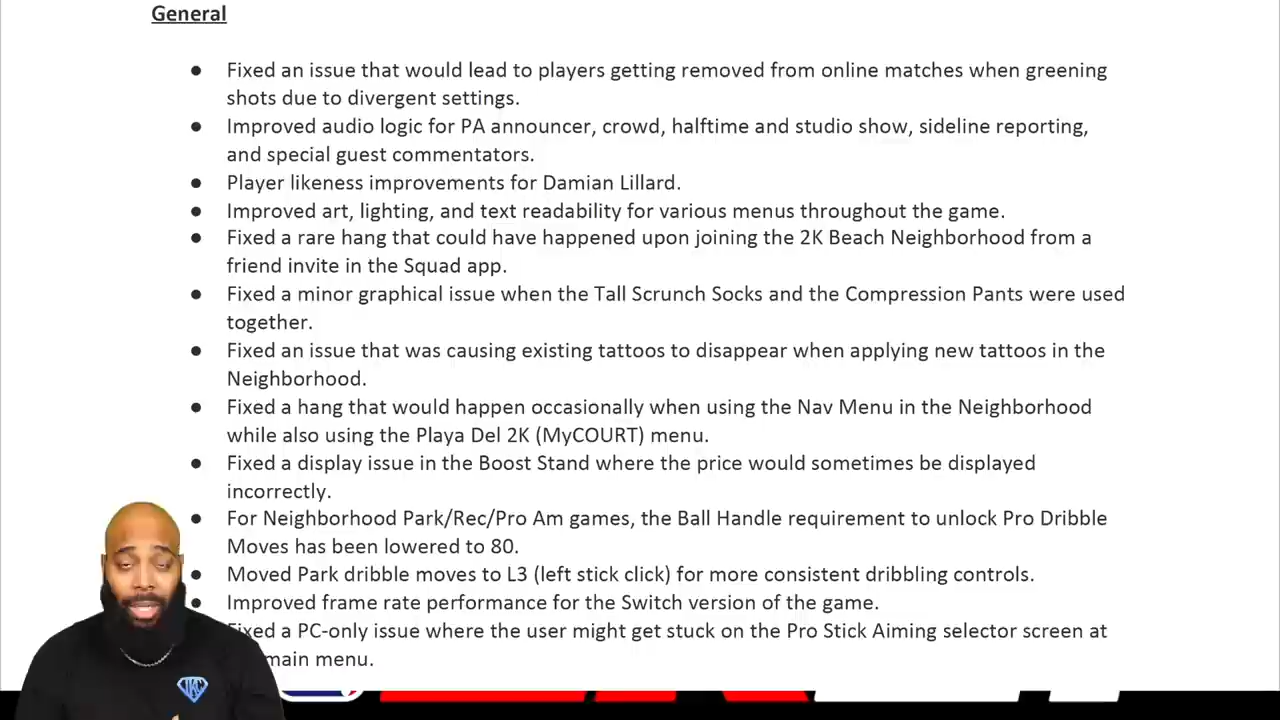 General
● Fixed an issue that would lead to players getting removed from online matches when greening
shots due to divergent settings.
● Improved audio logic for PA announcer, crowd, halftime and studio show, sideline reporting,
and special guest commentators.
● Player likeness improvements for Damian Lillard.
● Improved art, lighting, and text readability for various menus throughout the game.
● Fixed a rare hang that could have happened upon joining the 2K Beach Neighborhood from a
friend invite in the Squad app.
● Fixed a minor graphical issue when the Tall Scrunch Socks and the Compression Pants were used
together.
● Fixed an issue that was causing existing tattoos to disappear when applying new tattoos in the
Neighborhood.
● Fixed a hang that would happen occasionally when using the Nav Menu in the Neighborhood
while also using the Playa Del 2K (MyCOURT) menu.
● Fixed a display issue in the Boost Stand where the price would sometimes be displayed
incorrectly.
● For Neighborhood Park/Rec/Pro Am games, the Ball Handle requirement to unlock Pro Dribble
Moves has been lowered to 80.
● Moved Park dribble moves to L3 (left stick click) for more consistent dribbling controls.
● Improved frame rate performance for the Switch version of the game.
Fixed a PC-only issue where the user might get stuck on the Pro Stick Aiming selector screen at
main menu.